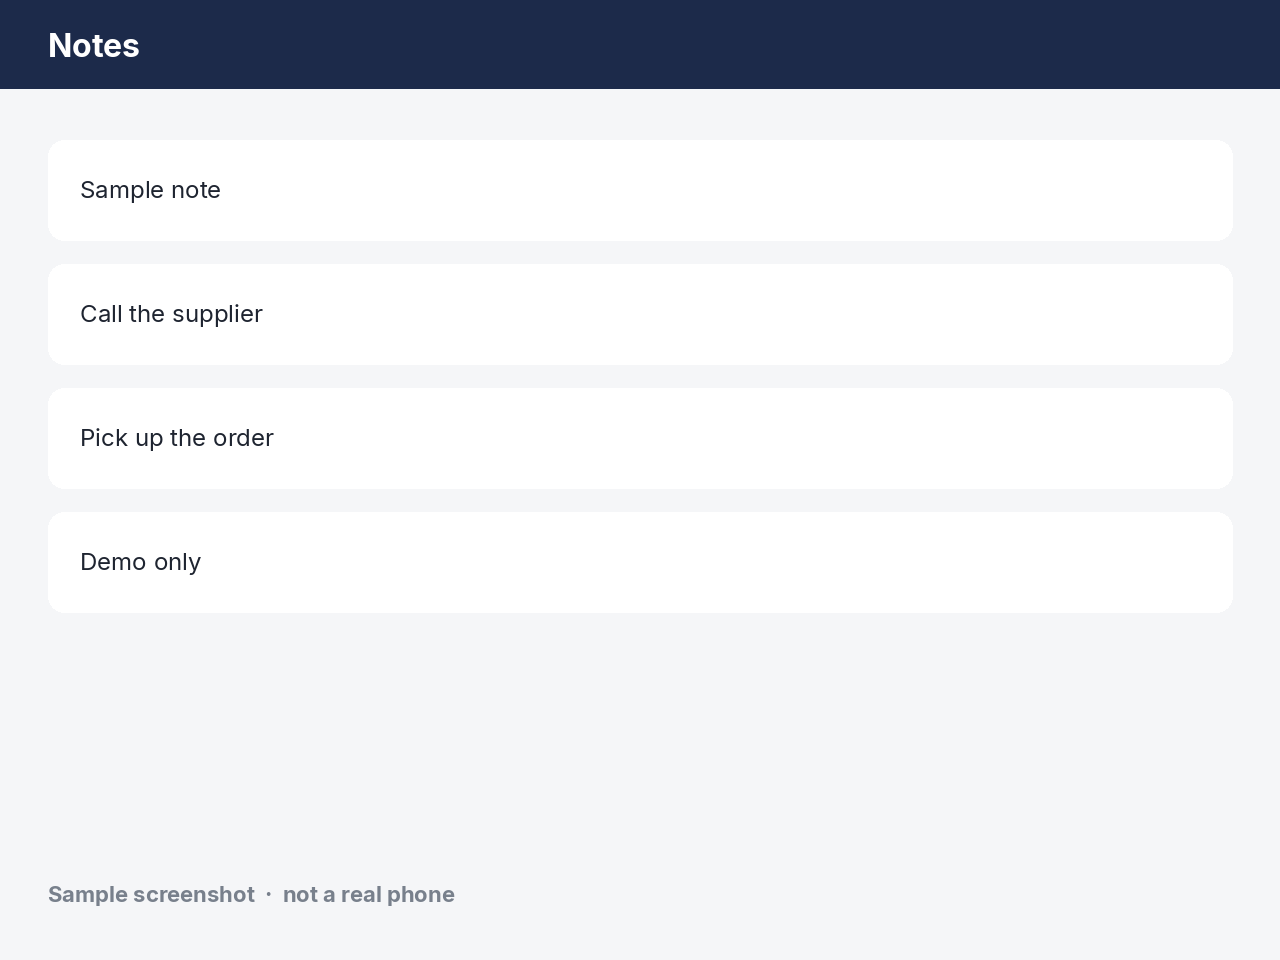 Notes
Sample note
Call the supplier
Pick up the order
Demo only
Sample screenshot · not a real phone